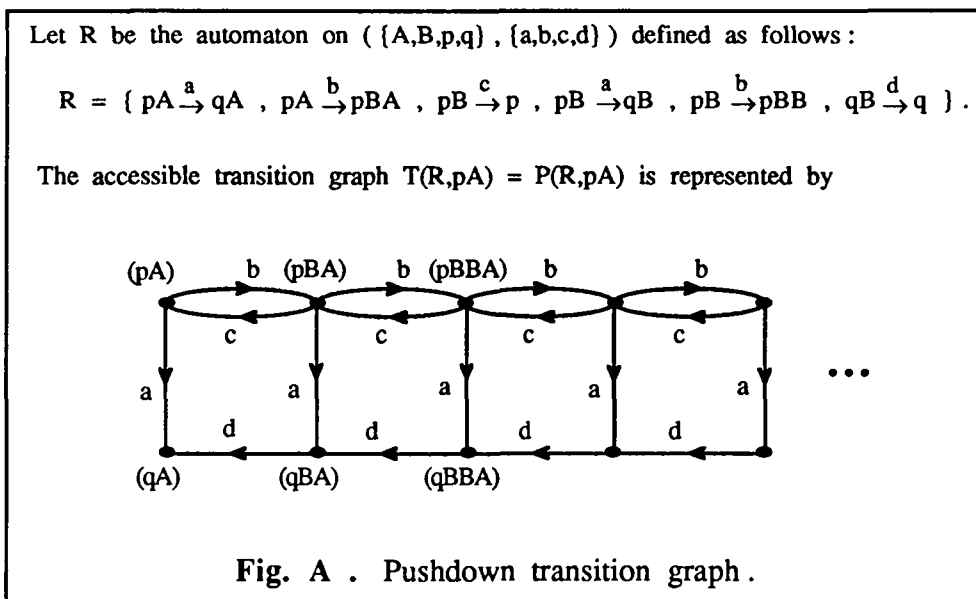 Let R be the automaton on ( {A,B,p,q} , {a,b,c,d} ) defined as follows :
R = { pA a→ qA , pA b→ pBA , pB c→ p , pB a→ qB , pB b→ pBB , qB d→ q } .
The accessible transition graph T(R,pA) = P(R,pA) is represented by
(pA) b (pBA) b (pBBA) b b
c c c c
a a a a a
d d d d
(qA) (qBA) (qBBA)
•••
Fig. A . Pushdown transition graph .